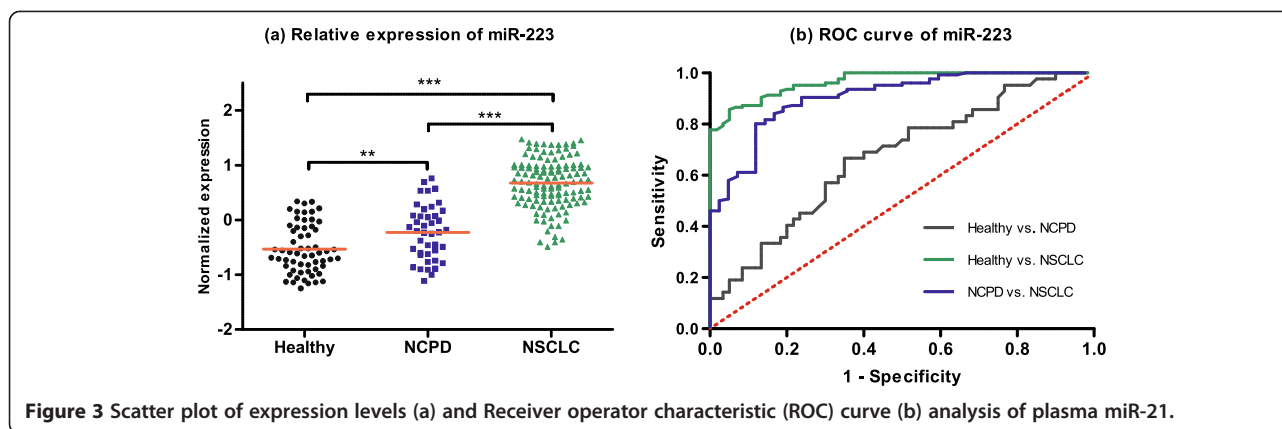 (a) Relative expression of miR-223
Normalized expression
2
1
0
-1
-2
***
***
**
Healthy
NCPD
NSCLC
(b) ROC curve of miR-223
Sensitivity
1.0
0.8
0.6
0.4
0.2
0.0
Healthy vs. NCPD
Healthy vs. NSCLC
NCPD vs. NSCLC
0.0 0.2 0.4 0.6 0.8 1.0
1 - Specificity
Figure 3 Scatter plot of expression levels (a) and Receiver operator characteristic (ROC) curve (b) analysis of plasma miR-21.